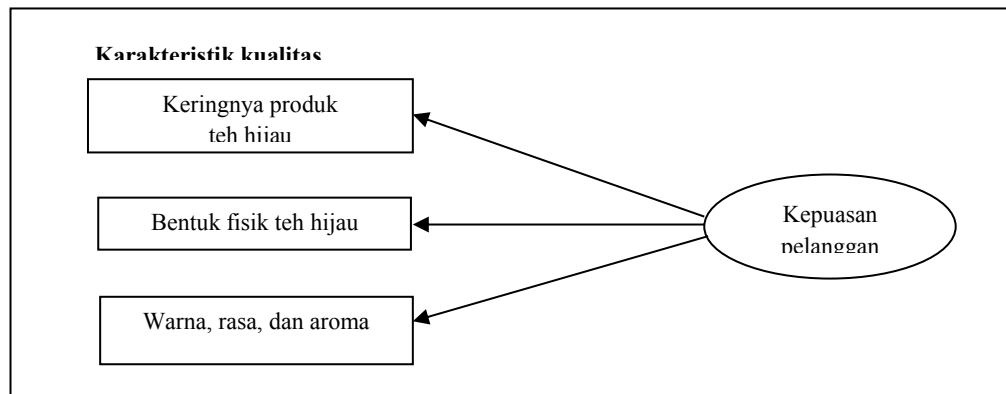 Karakteristik kualitas
Keringnya produk
teh hijau
Bentuk fisik teh hijau
Warna, rasa, dan aroma
Kepuasan
pelanggan